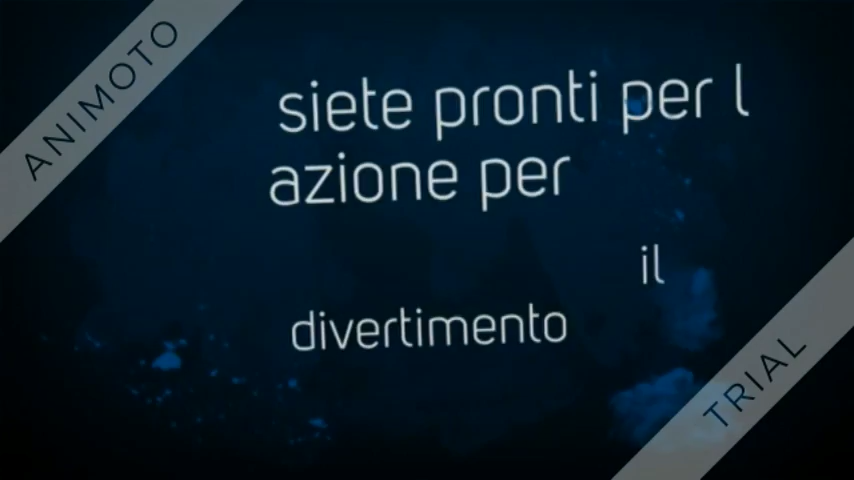 ANIMOTO
siete pronti per l
azione per
il
divertimento
TRIAL